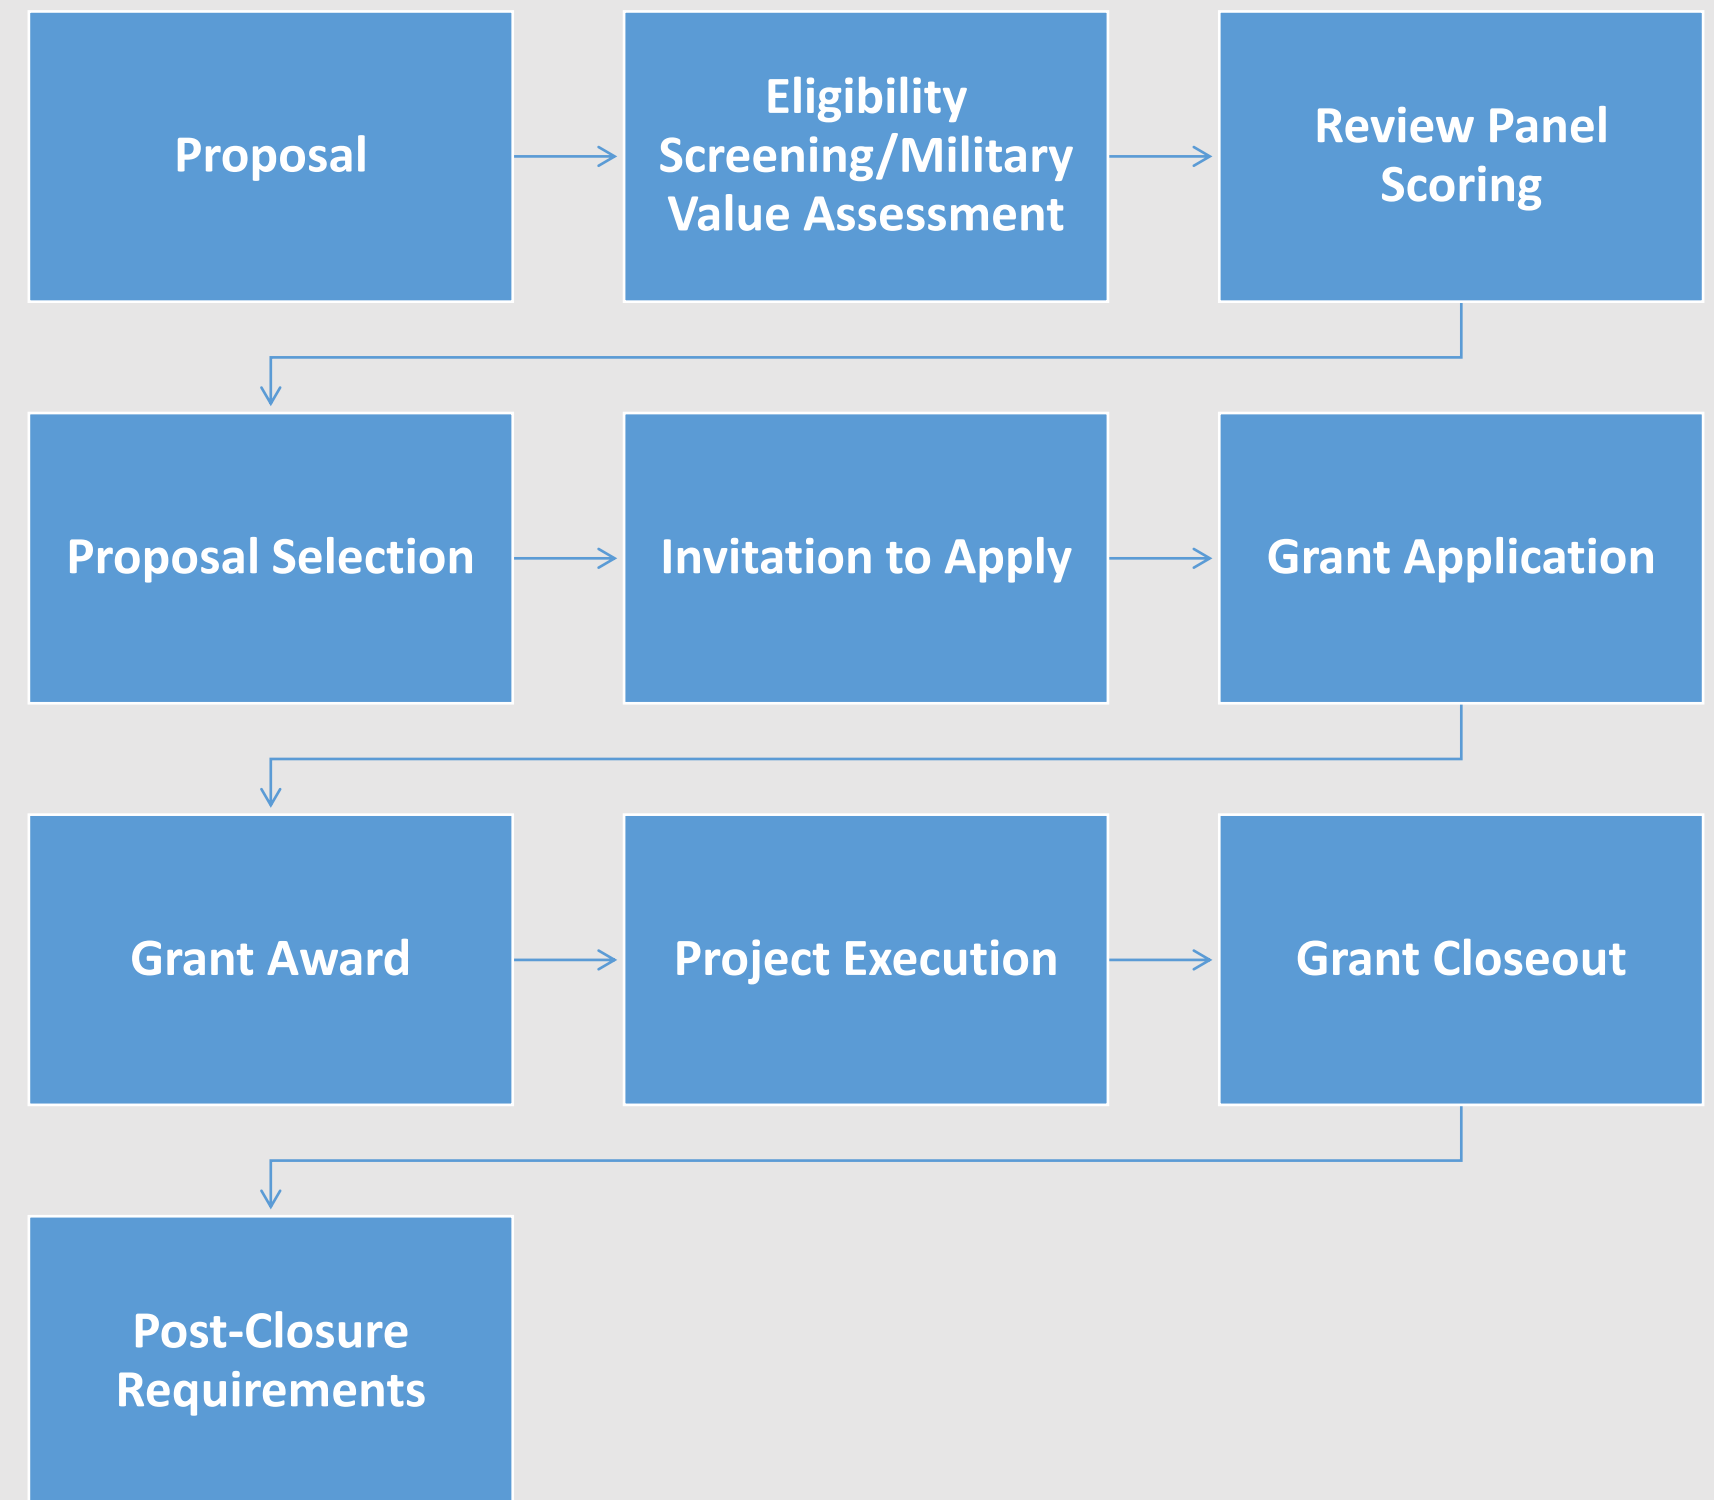 Proposal
Eligibility
Screening/Military
Value Assessment
Review Panel
Scoring
Proposal Selection
Invitation to Apply
Grant Application
Grant Award
Project Execution
Grant Closeout
Post-Closure
Requirements